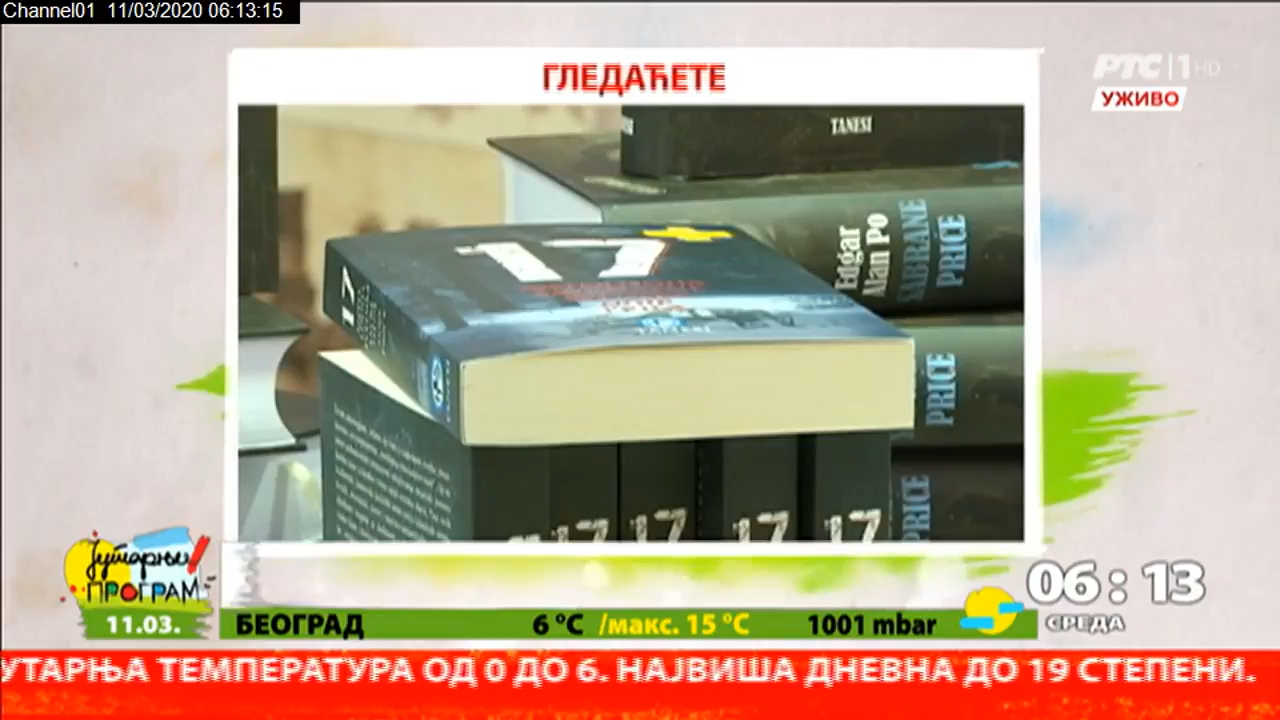 Channel01 11/03/2020 06:13:15
ГЛЕДАЋЕТЕ
РТС|1 HD
УЖИВО
TANESI
Edgar
Alan Po
SABRANE
PRIČE
17+
17
TANESI
PRIČE
PRIČE
17
17
17
17
Јутарњи
ПРОГРАМ
11.03.
БЕОГРАД 6 °C /макс. 15 °C 1001 mbar
06:13
СРЕДА
УТАРЊА ТЕМПЕРАТУРА ОД 0 ДО 6. НАЈВИША ДНЕВНА ДО 19 СТЕПЕНИ.